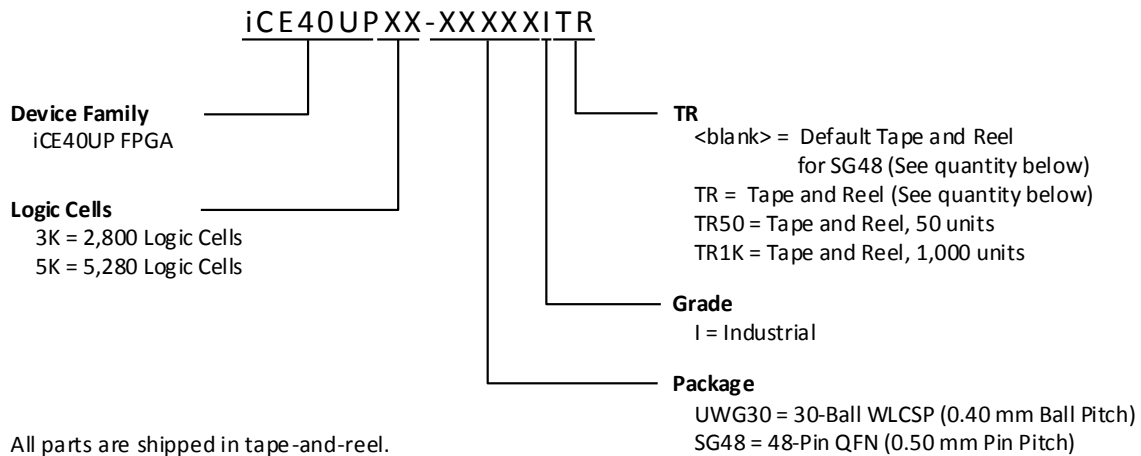 iCE40UPXX-XXXXXITR
Device Family
iCE40UP FPGA
Logic Cells
3K = 2,800 Logic Cells
5K = 5,280 Logic Cells
TR
<blank> = Default Tape and Reel
for SG48 (See quantity below)
TR = Tape and Reel (See quantity below)
TR50 = Tape and Reel, 50 units
TR1K = Tape and Reel, 1,000 units
Grade
I = Industrial
Package
UWG30 = 30-Ball WLCSP (0.40 mm Ball Pitch)
SG48 = 48-Pin QFN (0.50 mm Pin Pitch)
All parts are shipped in tape-and-reel.